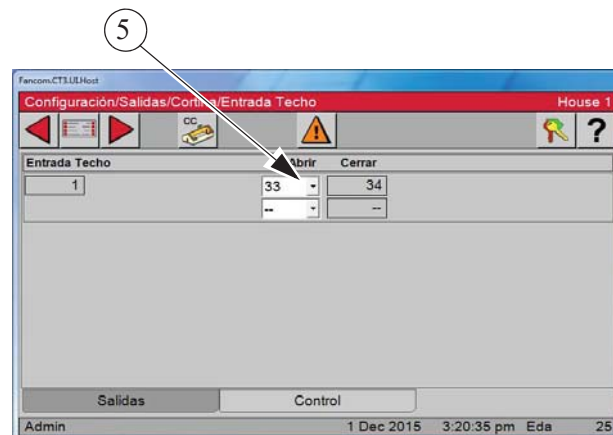 5
Fancom.CT3.UI.Host
Configuración/Salidas/Cortina/Entrada Techo House 1
CC
?
Entrada Techo Abrir Cerrar
1 33 34
-- --
Salidas Control
Admin 1 Dec 2015 3:20:35 pm Eda 25